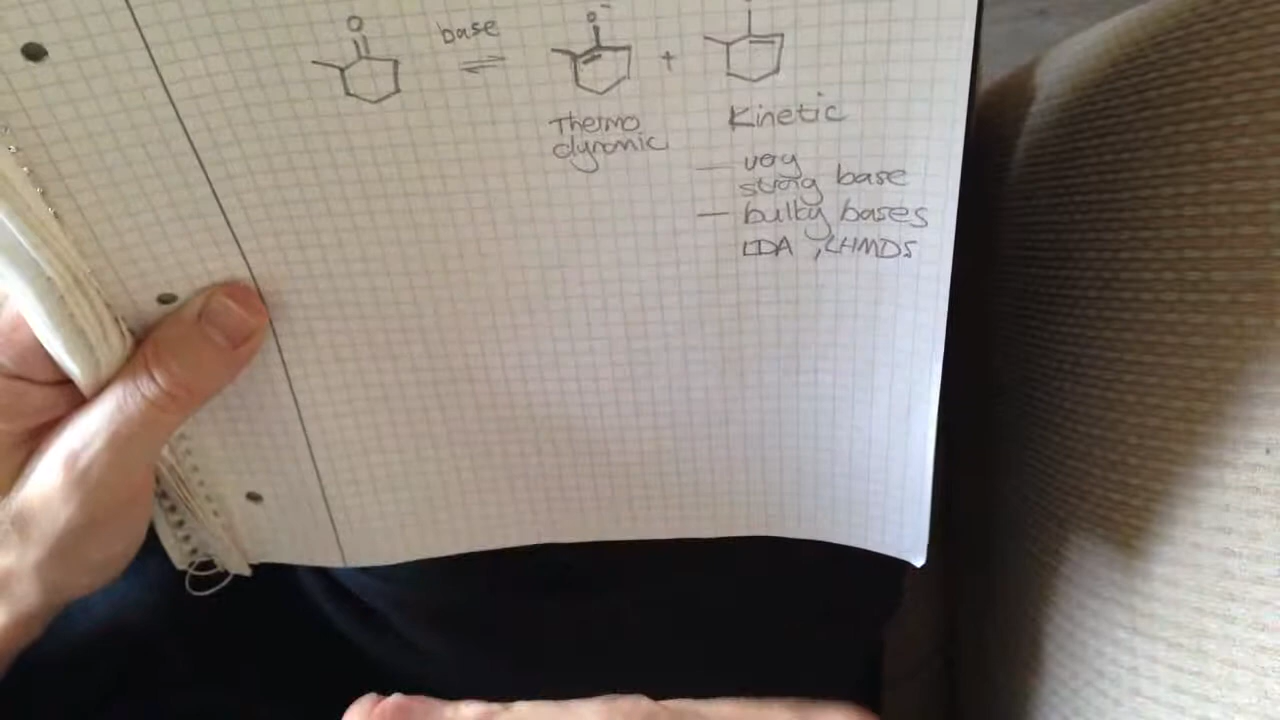 O
base
O⁻
+
Thermo
dynamic
Kinetic
— very
strong base
— bulky bases
LDA, LHMDS